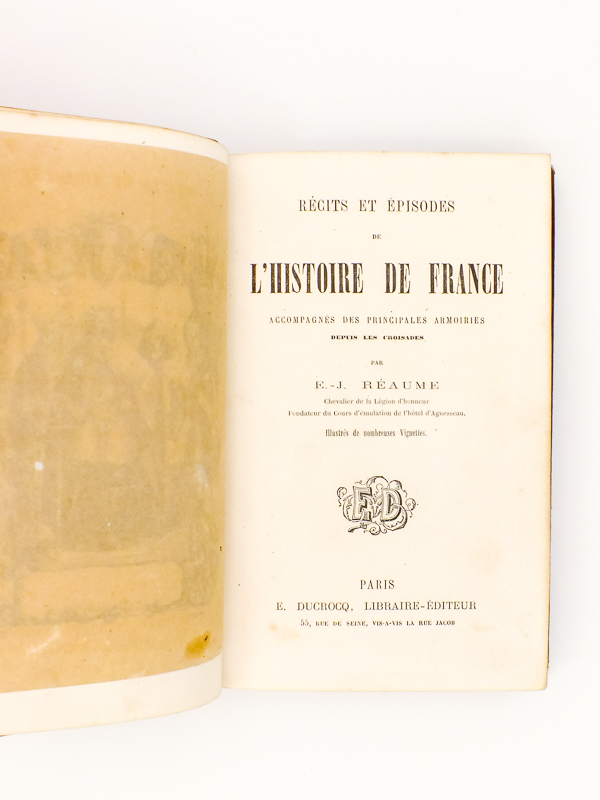 RÉCITS ET ÉPISODES
DE
L'HISTOIRE DE FRANCE
ACCOMPAGNÉS DES PRINCIPALES ARMOIRIES
DEPUIS LES CROISADES
PAR
E.-J. RÉAUME
Chevalier de la Légion d'honneur
Fondateur du Cours d'émulation de l'hôtel d'Aguesseau.
Illustrés de nombreuses Vignettes.
ED
PARIS
E. DUCROCQ, LIBRAIRE-ÉDITEUR
55, RUE DE SEINE, VIS-A-VIS LA RUE JACOB